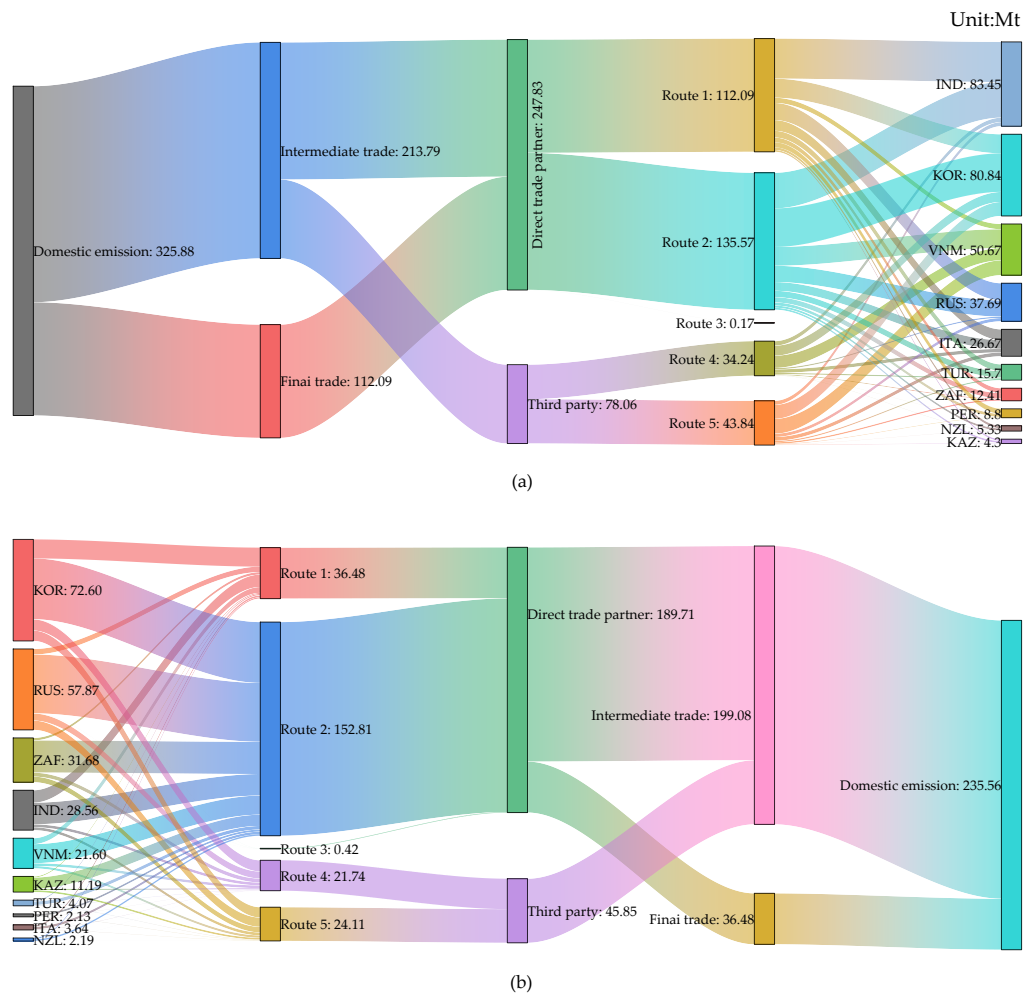 Unit:Mt
Domestic emission: 325.88
Intermediate trade: 213.79
Finai trade: 112.09
Direct trade partner: 247.83
Third party: 78.06
Route 1: 112.09
Route 2: 135.57
Route 3: 0.17
Route 4: 34.24
Route 5: 43.84
IND: 83.45
KOR: 80.84
VNM: 50.67
RUS: 37.69
ITA: 26.67
TUR: 15.7
ZAF: 12.41
PER: 8.8
NZL: 5.33
KAZ: 4.3
(a)
KOR: 72.60
RUS: 57.87
ZAF: 31.68
IND: 28.56
VNM: 21.60
KAZ: 11.19
TUR: 4.07
PER: 2.13
ITA: 3.64
NZL: 2.19
Route 1: 36.48
Route 2: 152.81
Route 3: 0.42
Route 4: 21.74
Route 5: 24.11
Direct trade partner: 189.71
Third party: 45.85
Intermediate trade: 199.08
Finai trade: 36.48
Domestic emission: 235.56
(b)